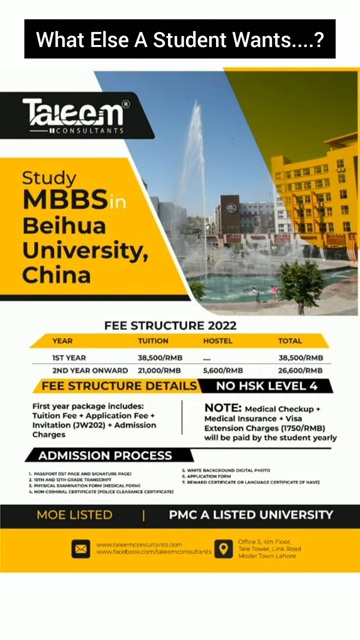 What Else A Student Wants....?
Taleem®
CONSULTANTS
Study
MBBS in
Beihua
University,
China
FEE STRUCTURE 2022
YEAR TUITION HOSTEL TOTAL
1ST YEAR 38,500/RMB .... 38,500/RMB
2ND YEAR ONWARD 21,000/RMB 5,600/RMB 26,600/RMB
FEE STRUCTURE DETAILS NO HSK LEVEL 4
First year package includes:
Tuition Fee + Application Fee +
Invitation (JW202) + Admission
Charges
NOTE: Medical Checkup +
Medical Insurance + Visa
Extension Charges (1750/RMB)
will be paid by the student yearly
ADMISSION PROCESS
1. PASSPORT (1ST PAGE AND SIGNATURE PAGE)
2. 10TH AND 12TH GRADE TRANSCRIPT
3. PHYSICAL EXAMINATION FORM (MEDICAL FORM)
4. NON-CRIMINAL CERTIFICATE (POLICE CLEARANCE CERTIFICATE)
5. WHITE BACKGROUND DIGITAL PHOTO
6. APPLICATION FORM
7. REWARD CERTIFICATE OR LANGUAGE CERTIFICATE (IF HAVE)
MOE LISTED | PMC A LISTED UNIVERSITY
www.taleemconsultants.com
www.facebook.com/taleemconsultants
Office 5, 4th Floor,
Tele Tower, Link Road
Model Town Lahore